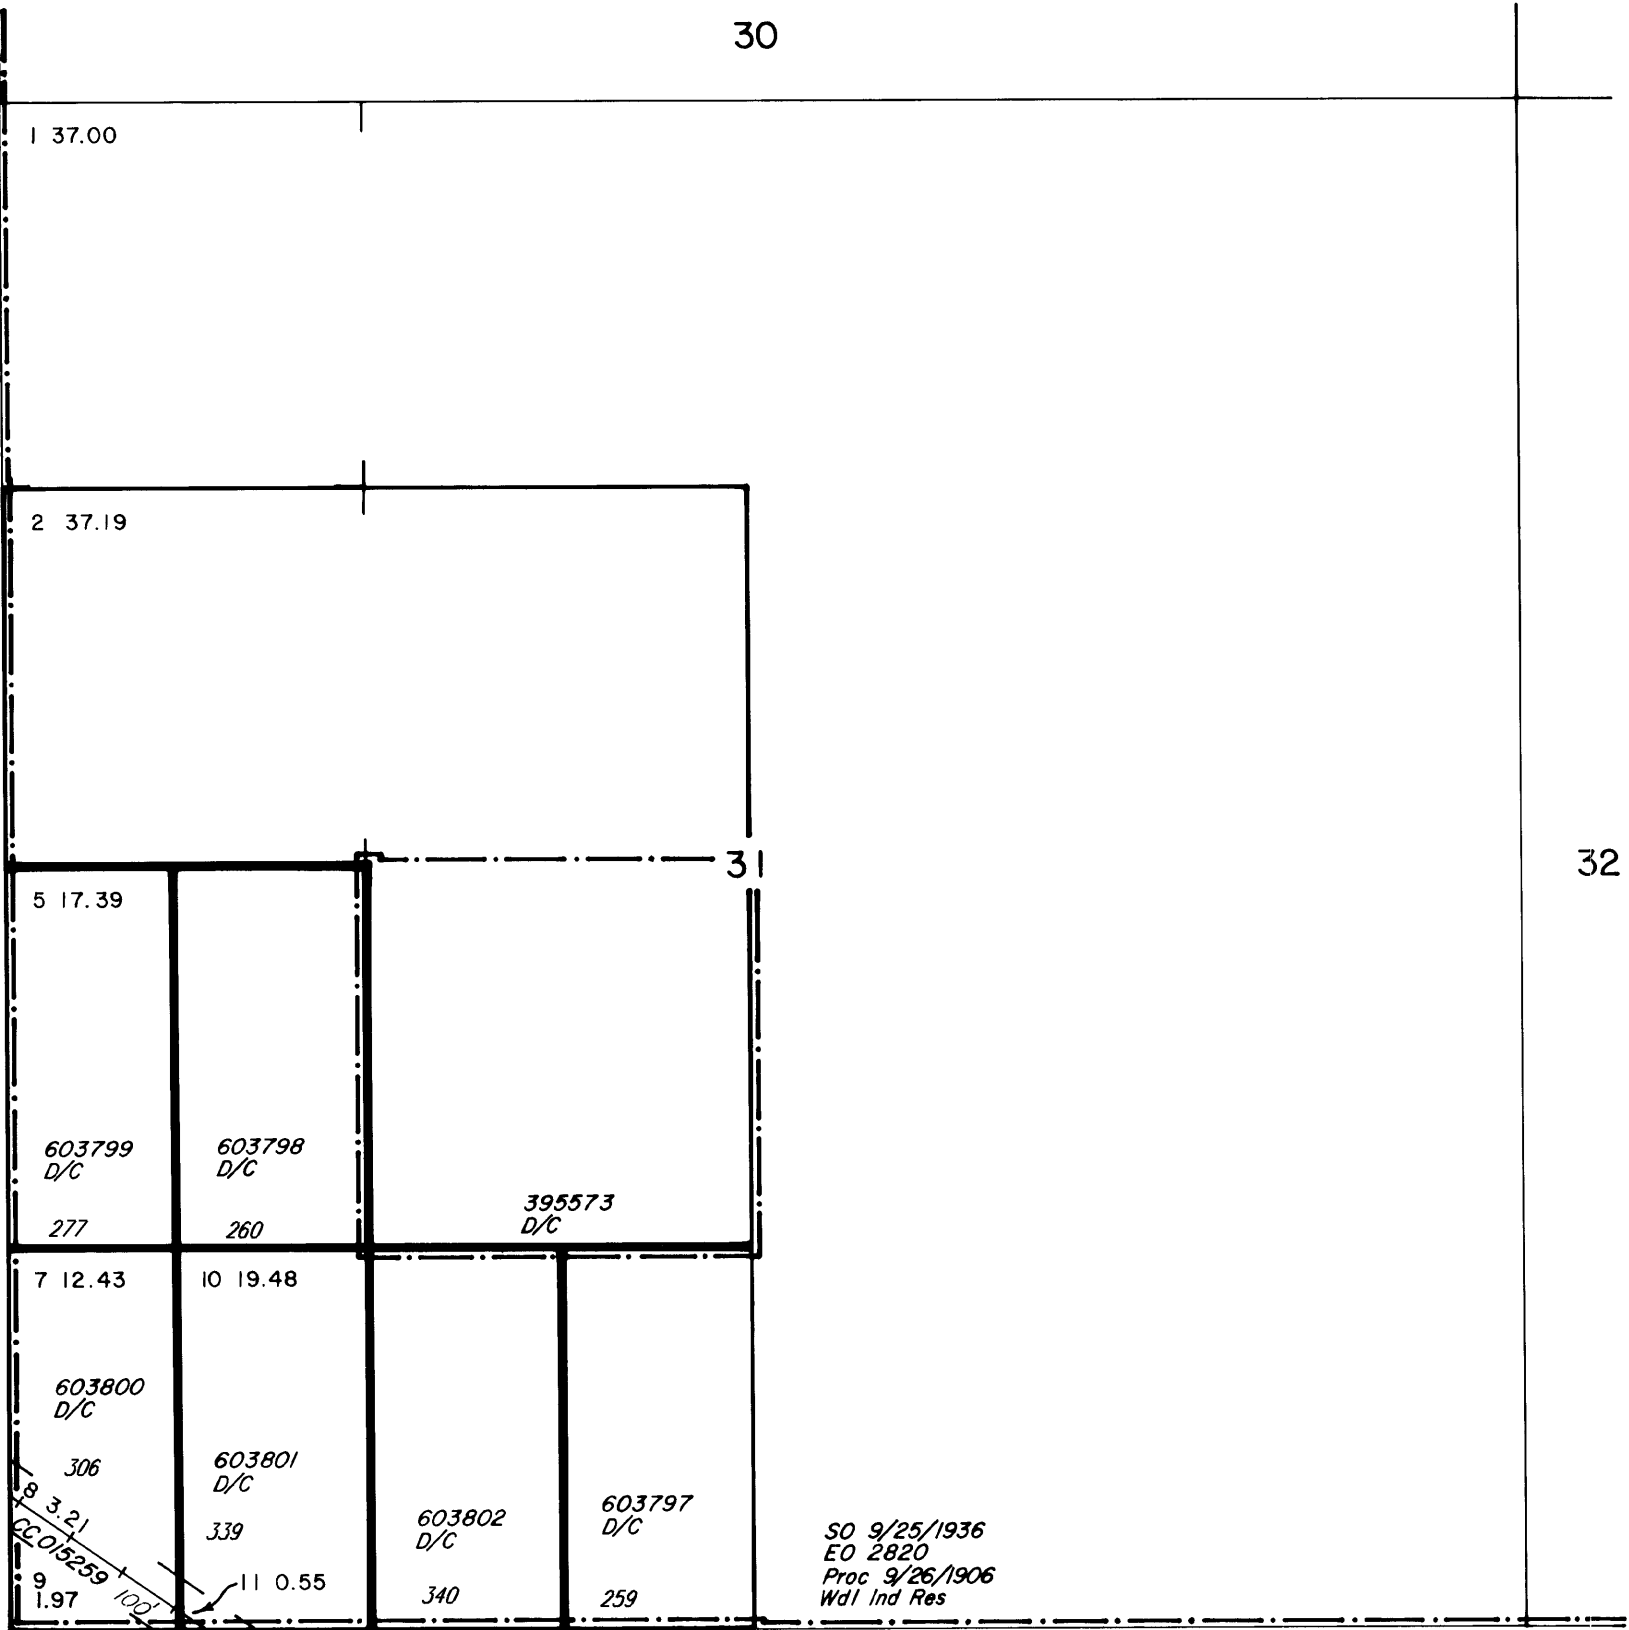 30
1 37.00
2 37.19
31
32
5 17.39
603799
D/C
277
603798
D/C
260
395573
D/C
7 12.43
10 19.48
603800
D/C
306
603801
D/C
339
603802
D/C
340
603797
D/C
259
8 3.21
CC015259
100'
9
1.97
11 0.55
SO 9/25/1936
EO 2820
Proc 9/26/1906
Wdl Ind Res